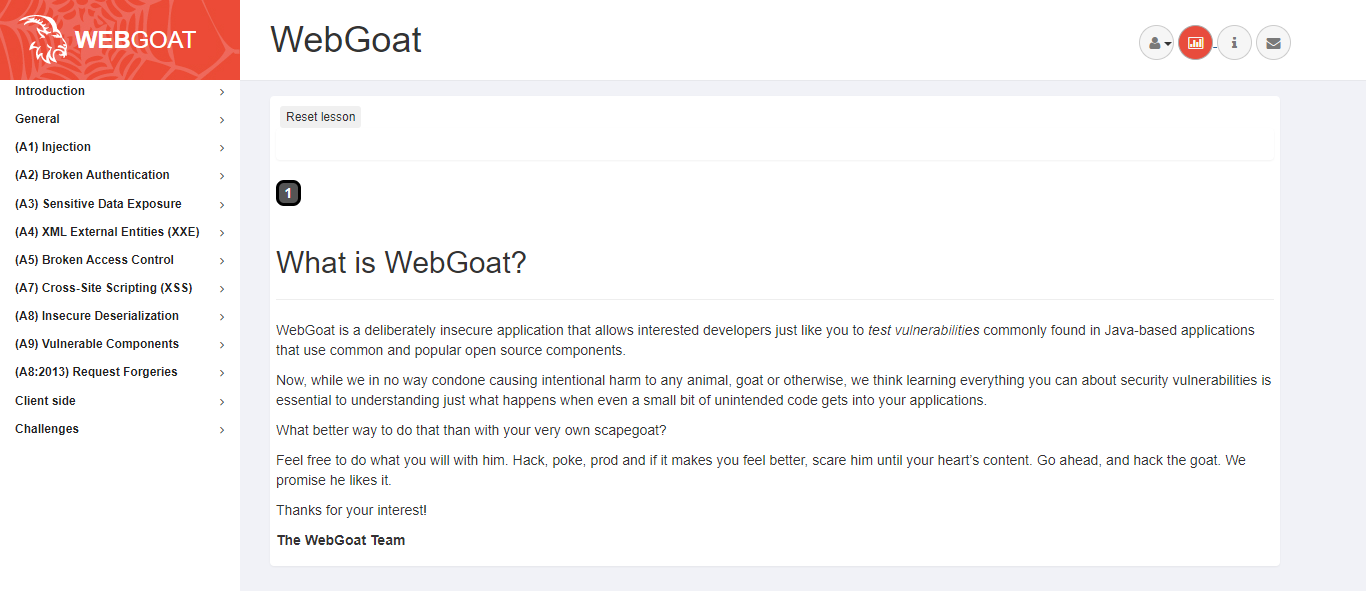 WEBGOAT
WebGoat
Introduction
General
(A1) Injection
(A2) Broken Authentication
(A3) Sensitive Data Exposure
(A4) XML External Entities (XXE)
(A5) Broken Access Control
(A7) Cross-Site Scripting (XSS)
(A8) Insecure Deserialization
(A9) Vulnerable Components
(A8:2013) Request Forgeries
Client side
Challenges
Reset lesson
1
What is WebGoat?
WebGoat is a deliberately insecure application that allows interested developers just like you to test vulnerabilities commonly found in Java-based applications
that use common and popular open source components.
Now, while we in no way condone causing intentional harm to any animal, goat or otherwise, we think learning everything you can about security vulnerabilities is
essential to understanding just what happens when even a small bit of unintended code gets into your applications.
What better way to do that than with your very own scapegoat?
Feel free to do what you will with him. Hack, poke, prod and if it makes you feel better, scare him until your heart’s content. Go ahead, and hack the goat. We
promise he likes it.
Thanks for your interest!
The WebGoat Team